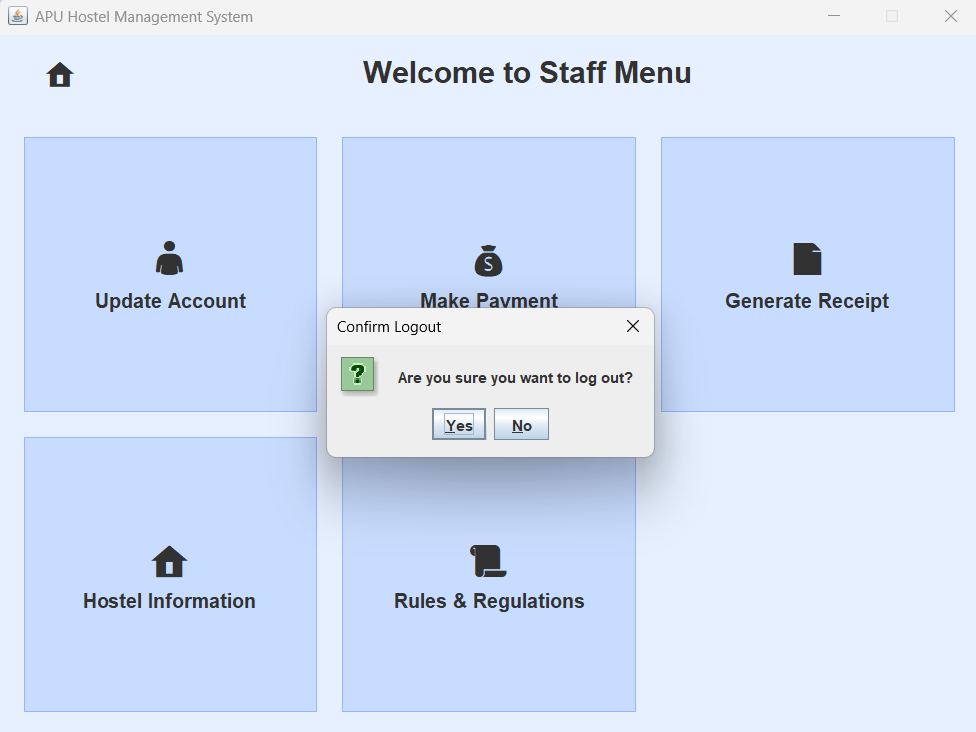 APU Hostel Management System
Welcome to Staff Menu
Update Account
Make Payment
Generate Receipt
Confirm Logout
?
Are you sure you want to log out?
Yes
No
Hostel Information
Rules & Regulations